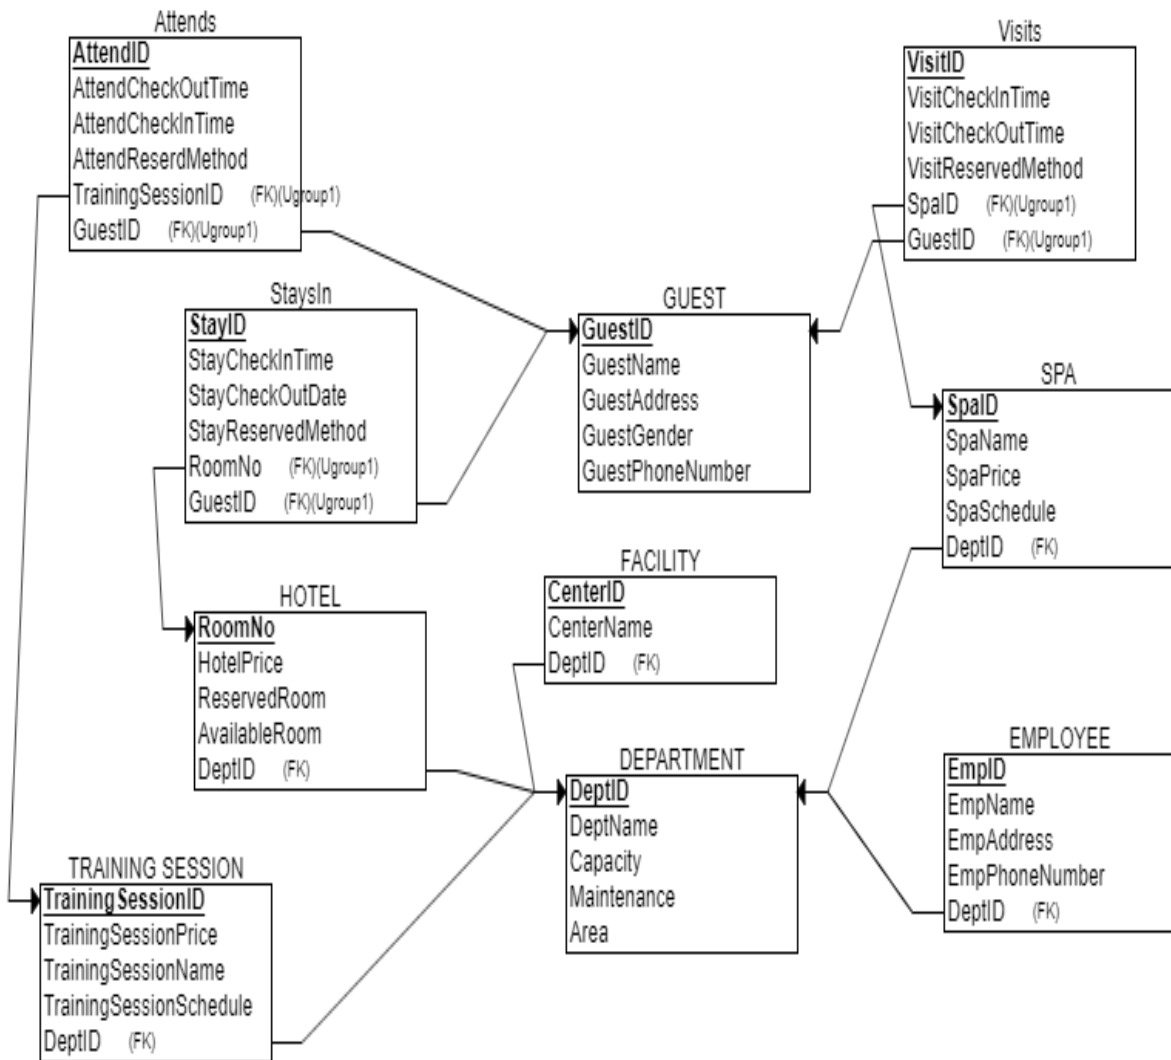 Attends
AttendID
AttendCheckOutTime
AttendCheckInTime
AttendReserdMethod
TrainingSessionID (FK)(Ugroup1)
GuestID (FK)(Ugroup1)
Visits
VisitID
VisitCheckInTime
VisitCheckOutTime
VisitReservedMethod
SpaID (FK)(Ugroup1)
GuestID (FK)(Ugroup1)
StaysIn
StayID
StayCheckInTime
StayCheckOutDate
StayReservedMethod
RoomNo (FK)(Ugroup1)
GuestID (FK)(Ugroup1)
GUEST
GuestID
GuestName
GuestAddress
GuestGender
GuestPhoneNumber
SPA
SpaID
SpaName
SpaPrice
SpaSchedule
DeptID (FK)
FACILITY
CenterID
CenterName
DeptID (FK)
HOTEL
RoomNo
HotelPrice
ReservedRoom
AvailableRoom
DeptID (FK)
DEPARTMENT
DeptID
DeptName
Capacity
Maintenance
Area
EMPLOYEE
EmpID
EmpName
EmpAddress
EmpPhoneNumber
DeptID (FK)
TRAINING SESSION
TrainingSessionID
TrainingSessionPrice
TrainingSessionName
TrainingSessionSchedule
DeptID (FK)